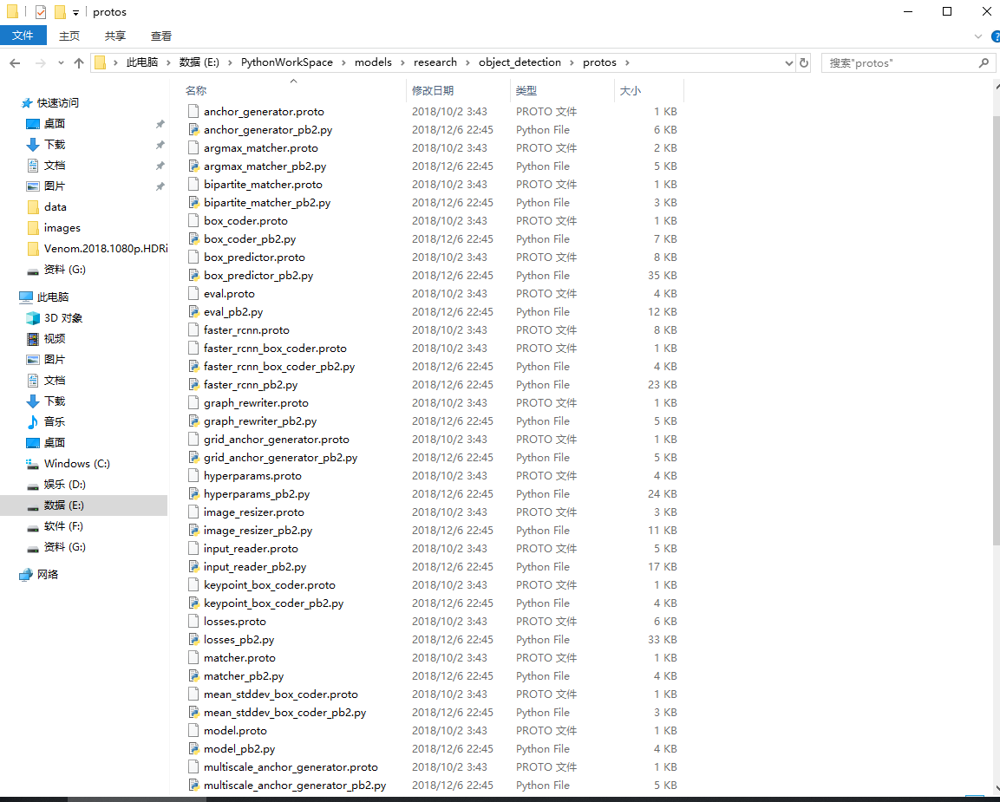 protos
文件 主页 共享 查看
此电脑 数据 (E:) PythonWorkSpace models research object_detection protos 搜索"protos"
快速访问
桌面
下载
文档
图片
data
images
Venom.2018.1080p.HDRi
资料 (G:)
此电脑
3D 对象
视频
图片
文档
下载
音乐
桌面
Windows (C:)
娱乐 (D:)
数据 (E:)
软件 (F:)
资料 (G:)
网络
名称 修改日期 类型 大小
anchor_generator.proto 2018/10/2 3:43 PROTO 文件 1 KB
anchor_generator_pb2.py 2018/12/6 22:45 Python File 6 KB
argmax_matcher.proto 2018/10/2 3:43 PROTO 文件 2 KB
argmax_matcher_pb2.py 2018/12/6 22:45 Python File 5 KB
bipartite_matcher.proto 2018/10/2 3:43 PROTO 文件 1 KB
bipartite_matcher_pb2.py 2018/12/6 22:45 Python File 3 KB
box_coder.proto 2018/10/2 3:43 PROTO 文件 1 KB
box_coder_pb2.py 2018/12/6 22:45 Python File 7 KB
box_predictor.proto 2018/10/2 3:43 PROTO 文件 8 KB
box_predictor_pb2.py 2018/12/6 22:45 Python File 35 KB
eval.proto 2018/10/2 3:43 PROTO 文件 4 KB
eval_pb2.py 2018/12/6 22:45 Python File 12 KB
faster_rcnn.proto 2018/10/2 3:43 PROTO 文件 8 KB
faster_rcnn_box_coder.proto 2018/10/2 3:43 PROTO 文件 1 KB
faster_rcnn_box_coder_pb2.py 2018/12/6 22:45 Python File 4 KB
faster_rcnn_pb2.py 2018/12/6 22:45 Python File 23 KB
graph_rewriter.proto 2018/10/2 3:43 PROTO 文件 1 KB
graph_rewriter_pb2.py 2018/12/6 22:45 Python File 5 KB
grid_anchor_generator.proto 2018/10/2 3:43 PROTO 文件 1 KB
grid_anchor_generator_pb2.py 2018/12/6 22:45 Python File 5 KB
hyperparams.proto 2018/10/2 3:43 PROTO 文件 4 KB
hyperparams_pb2.py 2018/12/6 22:45 Python File 24 KB
image_resizer.proto 2018/10/2 3:43 PROTO 文件 3 KB
image_resizer_pb2.py 2018/12/6 22:45 Python File 11 KB
input_reader.proto 2018/10/2 3:43 PROTO 文件 5 KB
input_reader_pb2.py 2018/12/6 22:45 Python File 17 KB
keypoint_box_coder.proto 2018/10/2 3:43 PROTO 文件 1 KB
keypoint_box_coder_pb2.py 2018/12/6 22:45 Python File 4 KB
losses.proto 2018/10/2 3:43 PROTO 文件 6 KB
losses_pb2.py 2018/12/6 22:45 Python File 33 KB
matcher.proto 2018/10/2 3:43 PROTO 文件 1 KB
matcher_pb2.py 2018/12/6 22:45 Python File 4 KB
mean_stddev_box_coder.proto 2018/10/2 3:43 PROTO 文件 1 KB
mean_stddev_box_coder_pb2.py 2018/12/6 22:45 Python File 3 KB
model.proto 2018/10/2 3:43 PROTO 文件 1 KB
model_pb2.py 2018/12/6 22:45 Python File 4 KB
multiscale_anchor_generator.proto 2018/10/2 3:43 PROTO 文件 1 KB
multiscale_anchor_generator_pb2.py 2018/12/6 22:45 Python File 5 KB